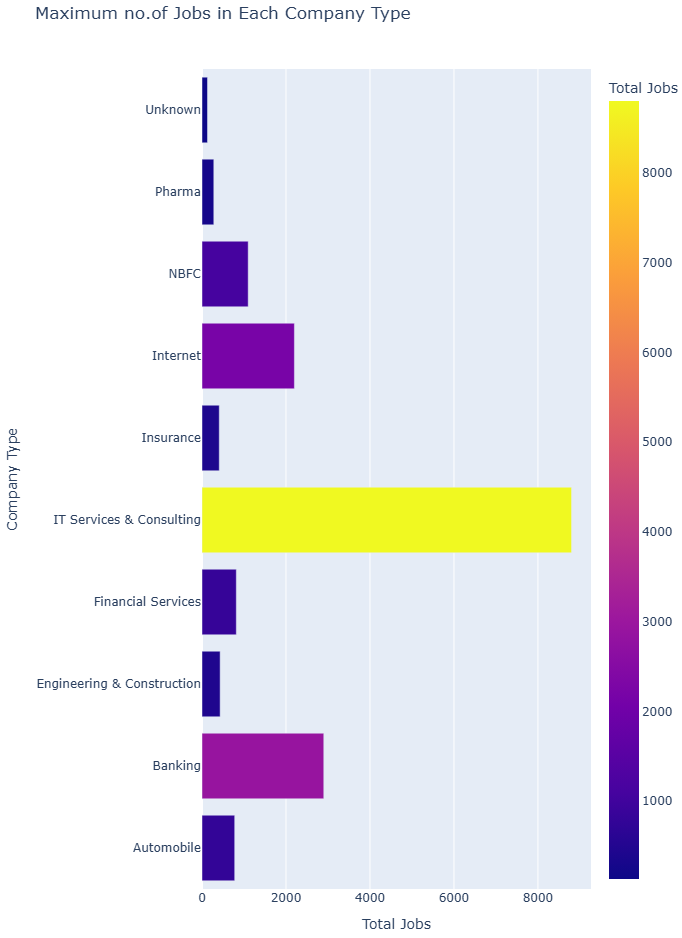 Maximum no.of Jobs in Each Company Type
Total Jobs
Unknown
Pharma
NBFC
Internet
Insurance
IT Services & Consulting
Financial Services
Engineering & Construction
Banking
Automobile
Company Type
0 2000 4000 6000 8000
Total Jobs
8000
7000
6000
5000
4000
3000
2000
1000